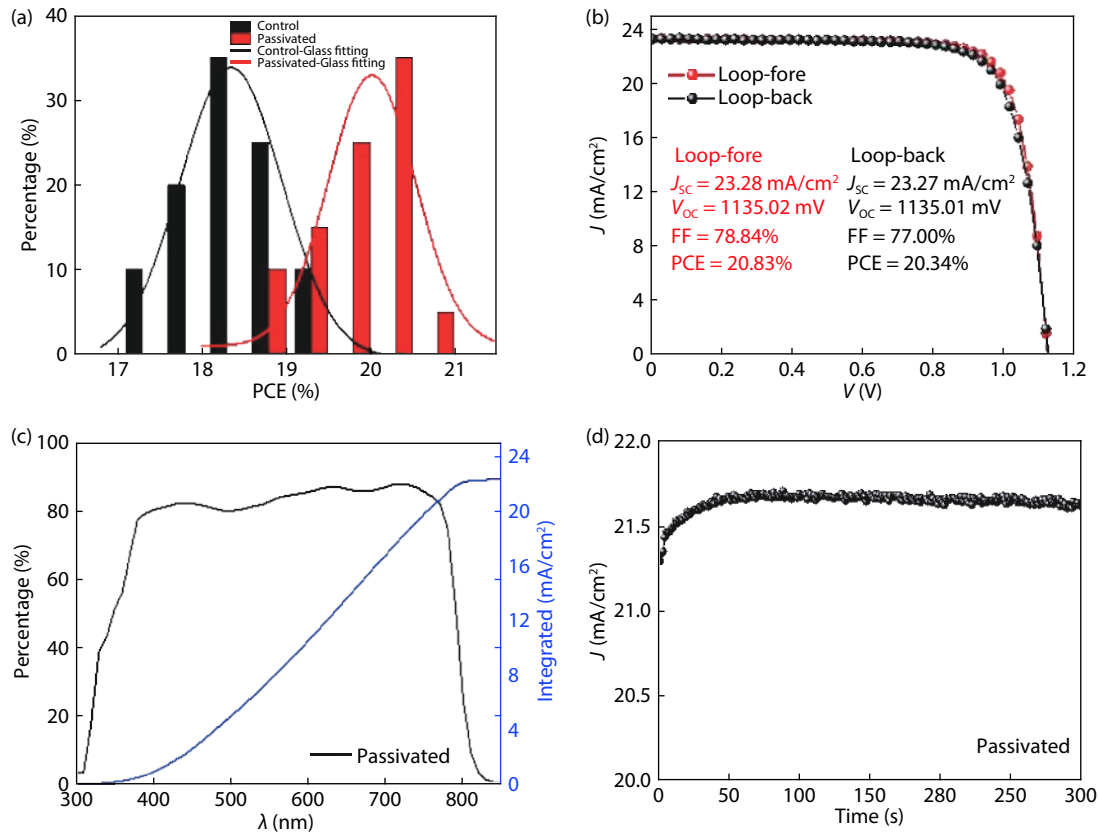 (a)
40
30
20
10
0
Percentage (%)
Control
Passivated
Control-Glass fitting
Passivated-Glass fitting
17 18 19 20 21
PCE (%)
(b)
24
20
16
12
8
4
0
J (mA/cm²)
Loop-fore
Loop-back
Loop-fore Loop-back
JSC = 23.28 mA/cm² JSC = 23.27 mA/cm²
VOC = 1135.02 mV VOC = 1135.01 mV
FF = 78.84% FF = 77.00%
PCE = 20.83% PCE = 20.34%
0 0.2 0.4 0.6 0.8 1.0 1.2
V (V)
(c)
100
80
60
40
20
0
Percentage (%)
24
20
16
12
8
4
0
Integrated (mA/cm²)
Passivated
300 400 500 600 700 800
λ (nm)
(d)
22.0
21.5
21.0
20.5
20.0
J (mA/cm²)
Passivated
0 50 100 150 280 250 300
Time (s)